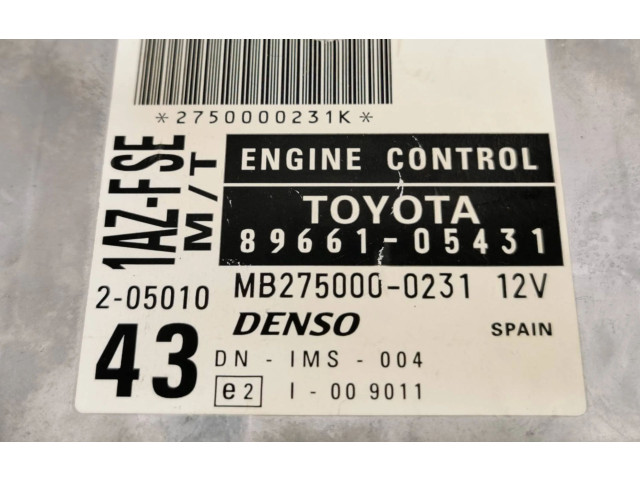 *2750000231K*
1AZ-FSE
M/T
ENGINE CONTROL
TOYOTA
89661-05431
2-05010
MB275000-0231 12V
43
DENSO
SPAIN
DN - IMS - 004
e2 I - 00 9011